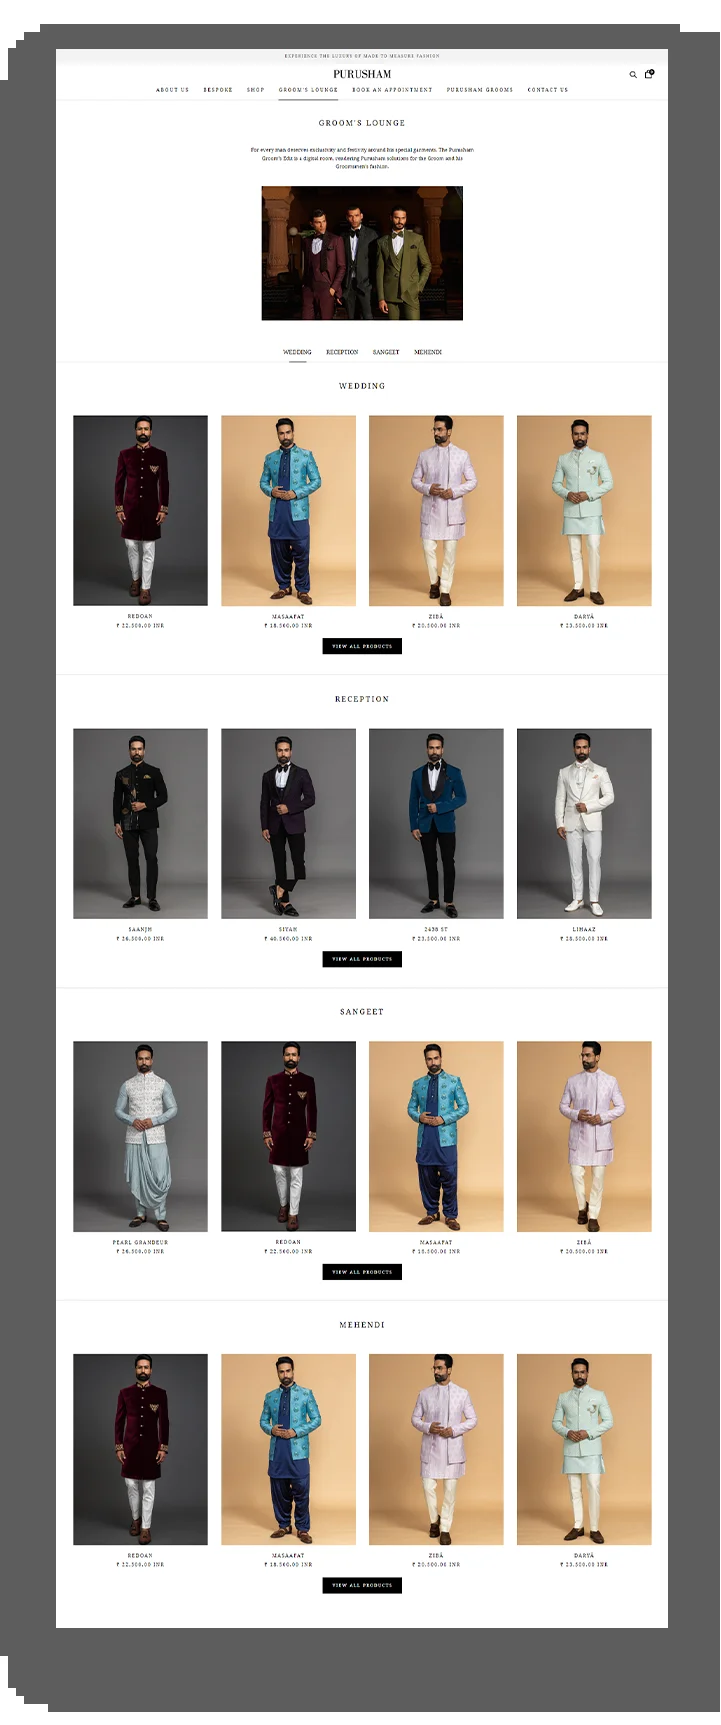 EXPERIENCE THE LUXURY OF MADE TO MEASURE FASHION
PURUSHAM
ABOUT US BESPOKE SHOP GROOM'S LOUNGE BOOK AN APPOINTMENT PURUSHAM GROOMS CONTACT US
GROOM'S LOUNGE
For every man deserves exclusivity and festivity around his special garments. The Purusham
Groom's Edit is a digital room, rendering Purusham solutions for the Groom and his
Groomsmen's fashion.
WEDDING RECEPTION SANGEET MEHENDI
WEDDING
REDOAN MASAAFAT ZIBĀ DARYĀ
₹ 22,500.00 INR ₹ 18,500.00 INR ₹ 20,500.00 INR ₹ 23,500.00 INR
VIEW ALL PRODUCTS
RECEPTION
SAANJH SIYAH 2438 ST LIHAAZ
₹ 26,500.00 INR ₹ 40,500.00 INR ₹ 23,500.00 INR ₹ 28,500.00 INR
VIEW ALL PRODUCTS
SANGEET
PEARL GRANDEUR REDOAN MASAAFAT ZIBĀ
₹ 26,500.00 INR ₹ 22,500.00 INR ₹ 18,500.00 INR ₹ 20,500.00 INR
VIEW ALL PRODUCTS
MEHENDI
REDOAN MASAAFAT ZIBĀ DARYĀ
₹ 22,500.00 INR ₹ 18,500.00 INR ₹ 20,500.00 INR ₹ 23,500.00 INR
VIEW ALL PRODUCTS